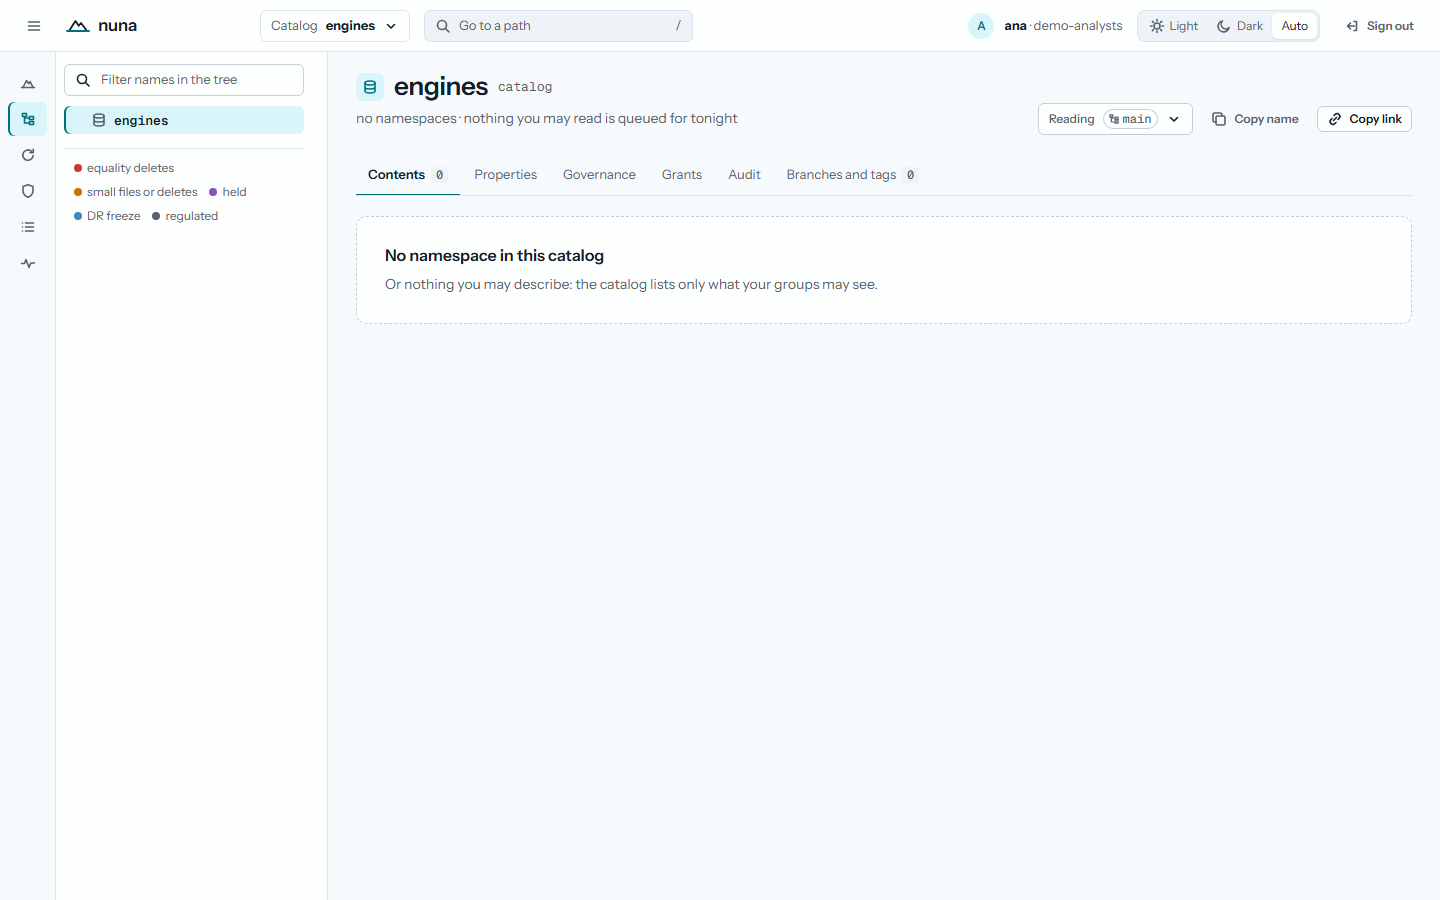 nuna
Catalog engines
Go to a path /
A ana · demo-analysts
Light Dark Auto
Sign out
Filter names in the tree
engines
equality deletes
small files or deletes held
DR freeze regulated
engines catalog
no namespaces · nothing you may read is queued for tonight
Reading main
Copy name
Copy link
Contents 0 Properties Governance Grants Audit Branches and tags 0
No namespace in this catalog
Or nothing you may describe: the catalog lists only what your groups may see.